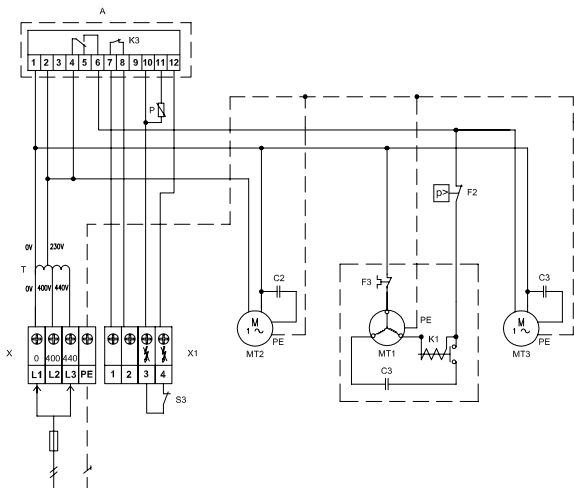 A
K3
1 2 3 4 5 6 7 8 9 10 11 12
P
p>
F2
0V 230V
T
0V 400V 440V
C2
F3
C3
M
1 ~
PE
MT2
PE
MT1
K1
M
1 ~
PE
MT3
X
0 400 440
X1
L1 L2 L3 PE
1 2 3 4
C3
S3